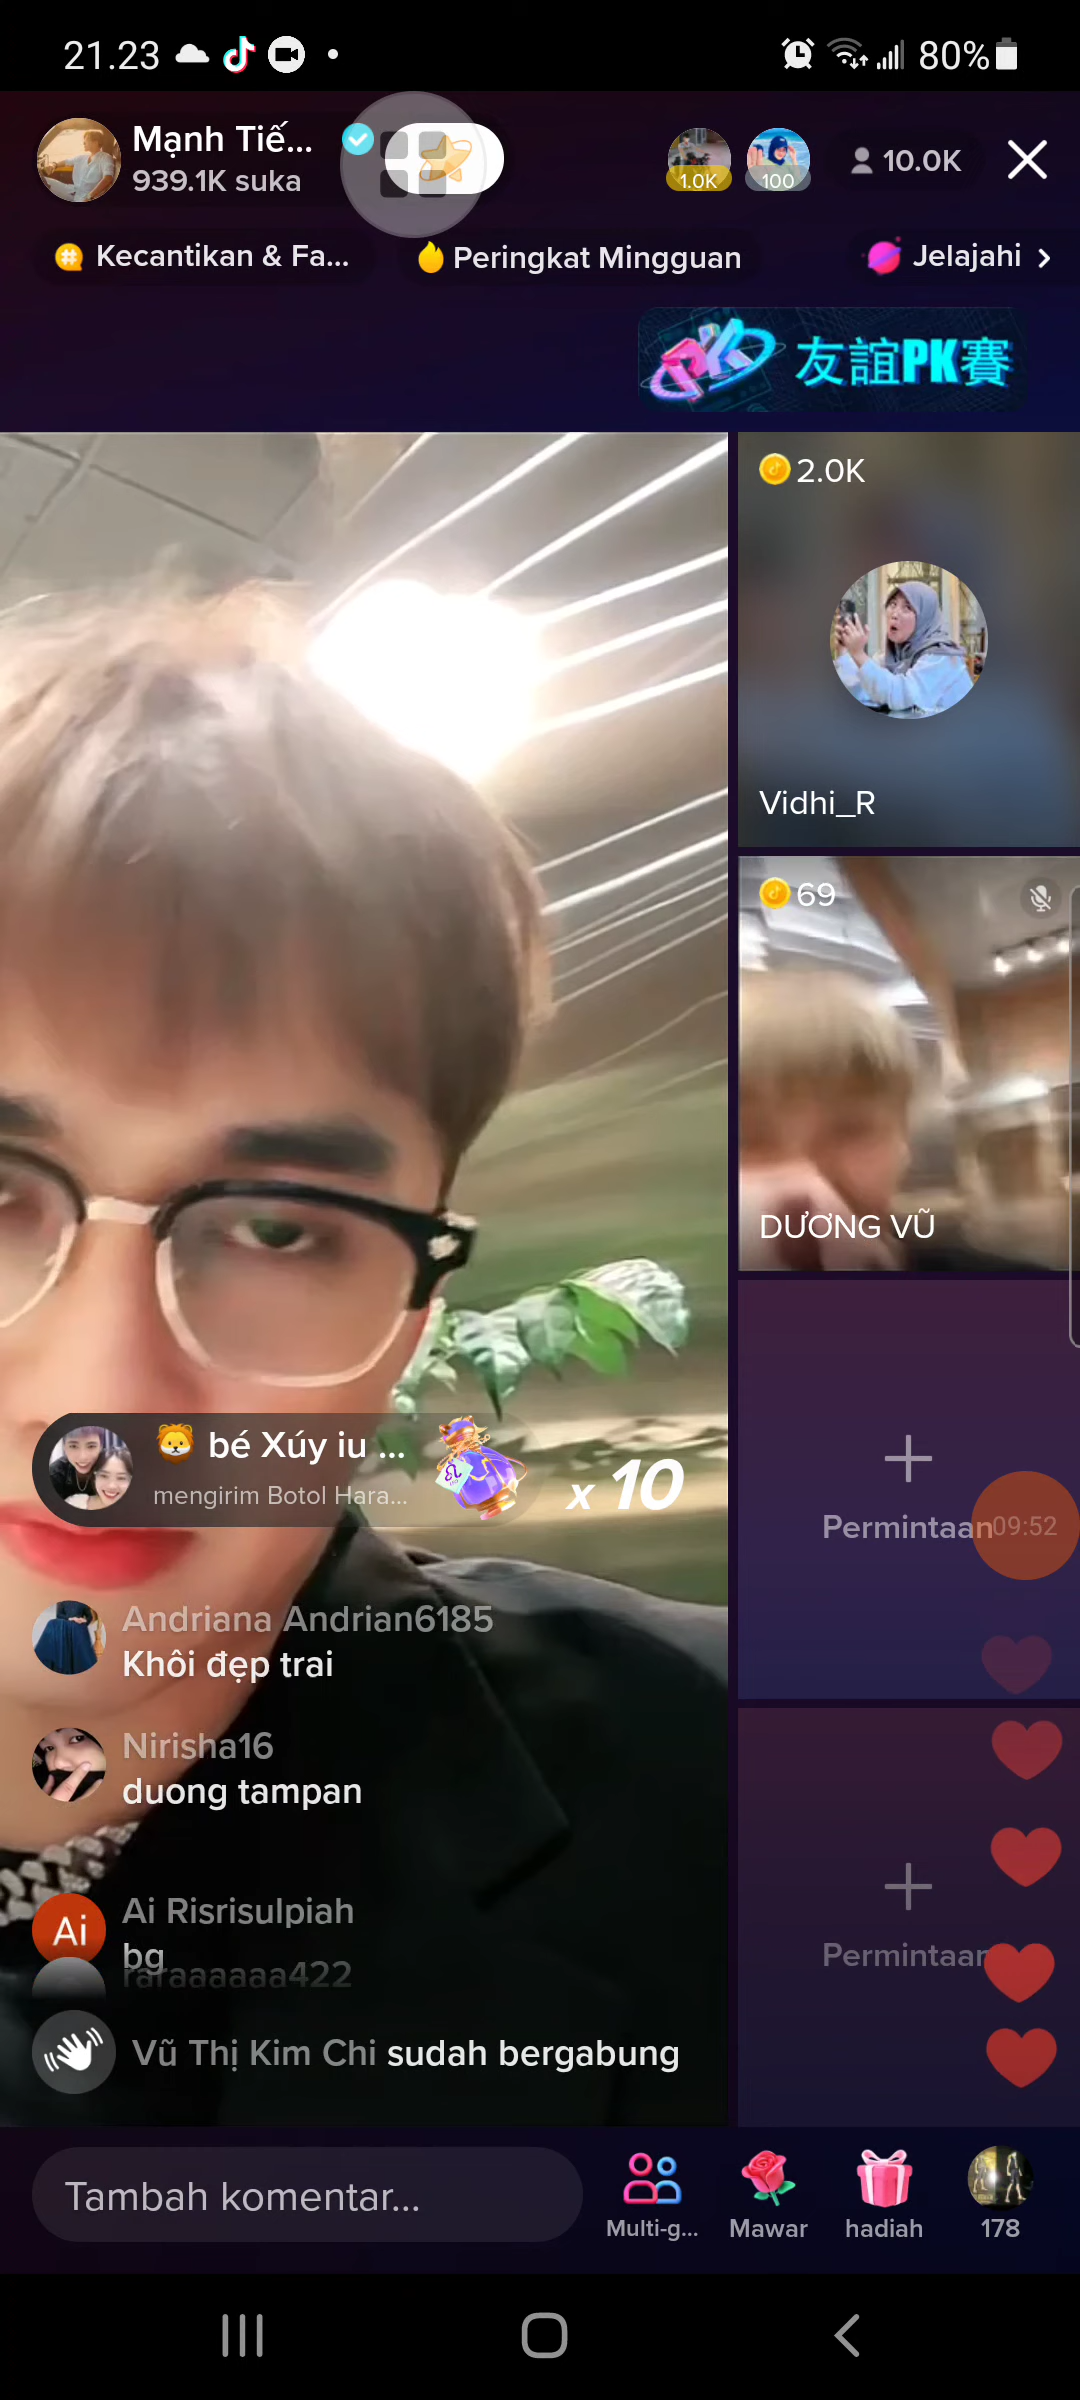 21.23
80%
Mạnh Tiế...
939.1K suka
1.0K
100
10.0K
Kecantikan & Fa...
Peringkat Mingguan
Jelajahi
友誼PK賽
2.0K
Vidhi_R
69
DƯƠNG VŨ
Permintaan
09:52
bé Xúy iu ...
mengirim Botol Hara...
x 10
Andriana Andrian6185
Khôi đẹp trai
Nirisha16
duong tampan
Ai
Ai Risrisulpiah
bg
raraaaaaa422
Permintaan
Vũ Thị Kim Chi sudah bergabung
Tambah komentar...
Multi-g...
Mawar
hadiah
178